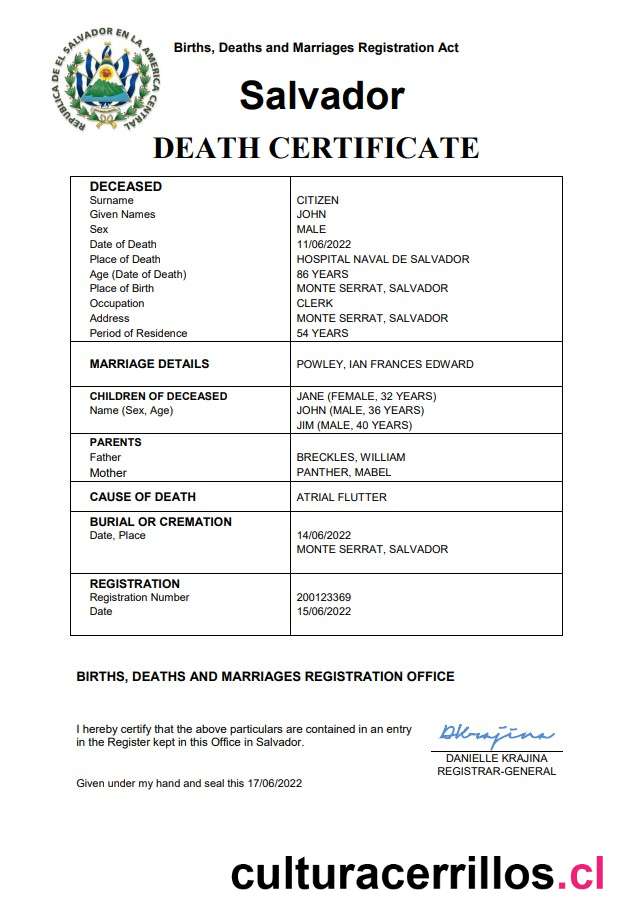 REPUBLICA DE EL SALVADOR EN LA AMERICA CENTRAL
Births, Deaths and Marriages Registration Act
Salvador
DEATH CERTIFICATE
DECEASED
Surname CITIZEN
Given Names JOHN
Sex MALE
Date of Death 11/06/2022
Place of Death HOSPITAL NAVAL DE SALVADOR
Age (Date of Death) 86 YEARS
Place of Birth MONTE SERRAT, SALVADOR
Occupation CLERK
Address MONTE SERRAT, SALVADOR
Period of Residence 54 YEARS
MARRIAGE DETAILS POWLEY, IAN FRANCES EDWARD
CHILDREN OF DECEASED JANE (FEMALE, 32 YEARS)
Name (Sex, Age) JOHN (MALE, 36 YEARS)
JIM (MALE, 40 YEARS)
PARENTS
Father BRECKLES, WILLIAM
Mother PANTHER, MABEL
CAUSE OF DEATH ATRIAL FLUTTER
BURIAL OR CREMATION
Date, Place 14/06/2022
MONTE SERRAT, SALVADOR
REGISTRATION
Registration Number 200123369
Date 15/06/2022
BIRTHS, DEATHS AND MARRIAGES REGISTRATION OFFICE
I hereby certify that the above particulars are contained in an entry
in the Register kept in this Office in Salvador.
DKrajina
DANIELLE KRAJINA
REGISTRAR-GENERAL
Given under my hand and seal this 17/06/2022
culturacerrillos.cl